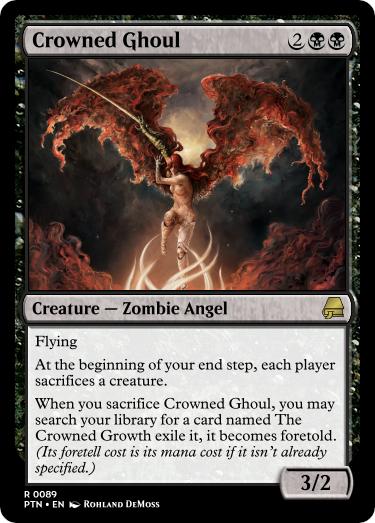 Crowned Ghoul 2
Creature — Zombie Angel
Flying
At the beginning of your end step, each player
sacrifices a creature.
When you sacrifice Crowned Ghoul, you may
search your library for a card named The
Crowned Growth exile it, it becomes foretold.
(Its foretell cost is its mana cost if it isn't already
specified.)
3/2
R 0089
PTN • EN Rohland DeMoss